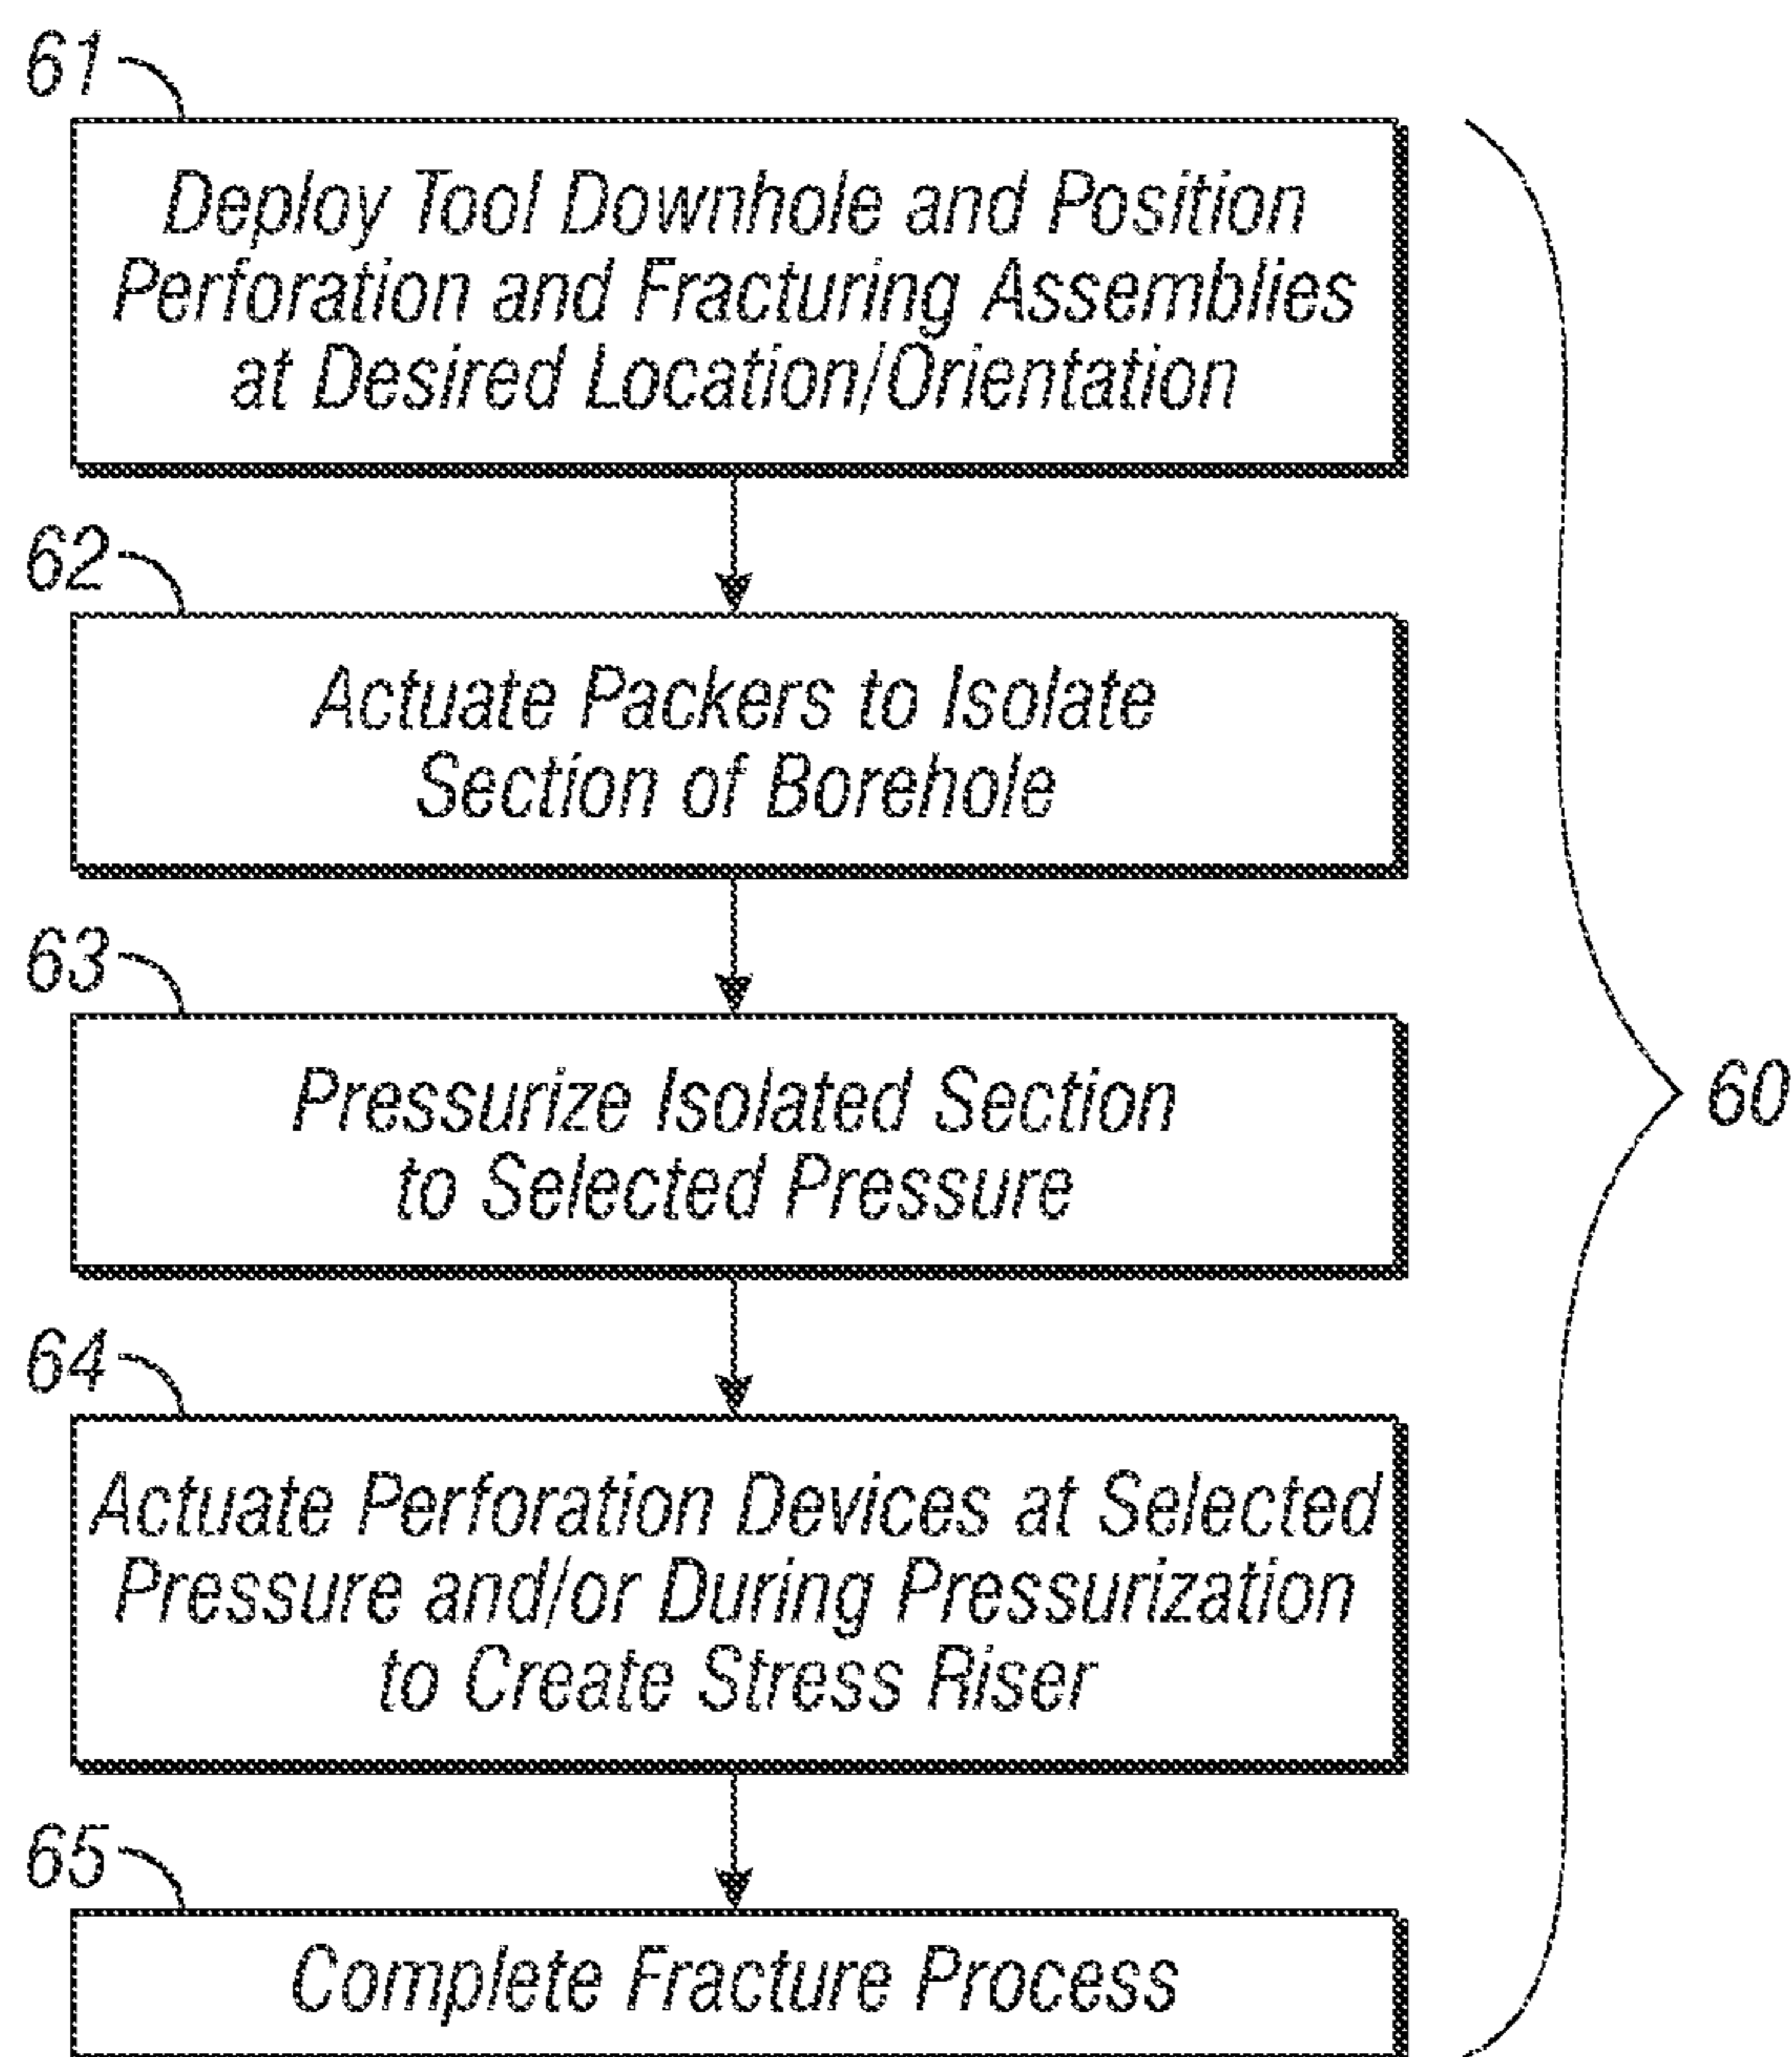 61
Deploy Tool Downhole and Position
Perforation and Fracturing Assemblies
at Desired Location/Orientation
62
Actuate Packers to Isolate
Section of Borehole
63
Pressurize Isolated Section
to Selected Pressure
60
64
Actuate Perforation Devices at Selected
Pressure and/or During Pressurization
to Create Stress Riser
65
Complete Fracture Process